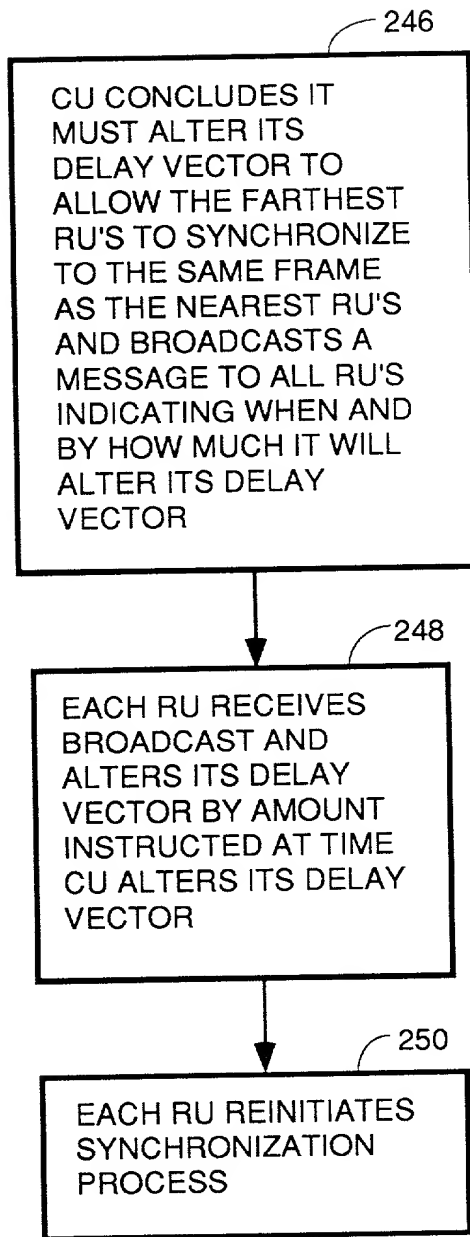 246
CU CONCLUDES IT
MUST ALTER ITS
DELAY VECTOR TO
ALLOW THE FARTHEST
RU'S TO SYNCHRONIZE
TO THE SAME FRAME
AS THE NEAREST RU'S
AND BROADCASTS A
MESSAGE TO ALL RU'S
INDICATING WHEN AND
BY HOW MUCH IT WILL
ALTER ITS DELAY
VECTOR
248
EACH RU RECEIVES
BROADCAST AND
ALTERS ITS DELAY
VECTOR BY AMOUNT
INSTRUCTED AT TIME
CU ALTERS ITS DELAY
VECTOR
250
EACH RU REINITIATES
SYNCHRONIZATION
PROCESS